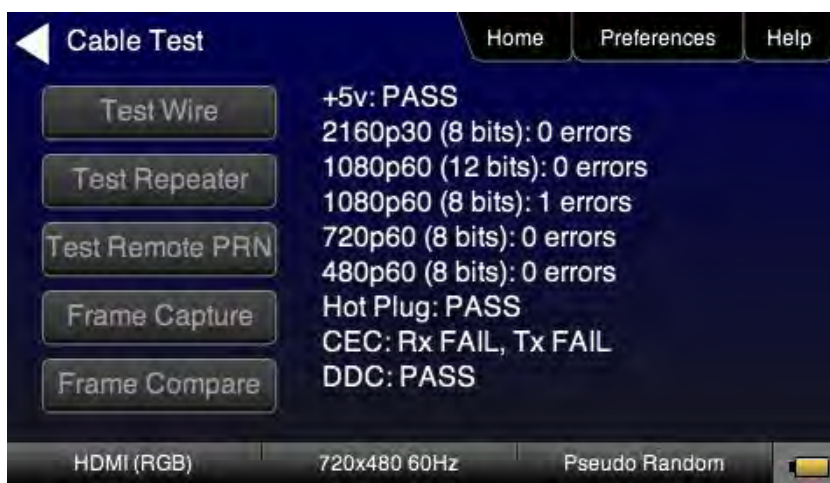 Cable Test
Home
Preferences
Help
Test Wire
Test Repeater
Test Remote PRN
Frame Capture
Frame Compare
+5v: PASS
2160p30 (8 bits): 0 errors
1080p60 (12 bits): 0 errors
1080p60 (8 bits): 1 errors
720p60 (8 bits): 0 errors
480p60 (8 bits): 0 errors
Hot Plug: PASS
CEC: Rx FAIL, Tx FAIL
DDC: PASS
HDMI (RGB)
720x480 60Hz
Pseudo Random